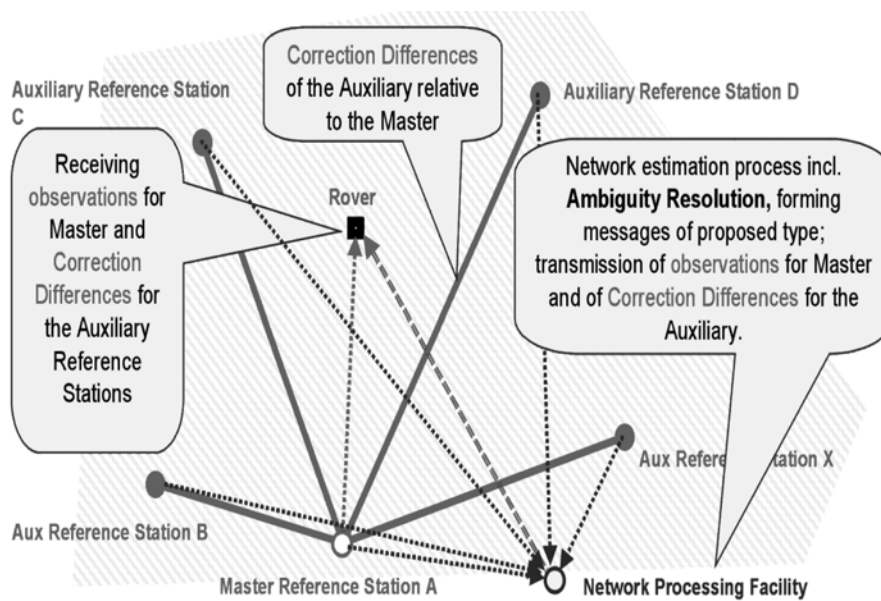 Auxiliary Reference Station
C
Correction Differences
of the Auxiliary relative
to the Master
Auxiliary Reference Station D
Receiving
observations for
Master and
Correction
Differences for
the Auxiliary
Reference
Stations
Rover
Network estimation process incl.
Ambiguity Resolution, forming
messages of proposed type;
transmission of observations for Master
and of Correction Differences for the
Auxiliary.
Aux Reference Station X
Aux Reference Station B
Master Reference Station A
Network Processing Facility